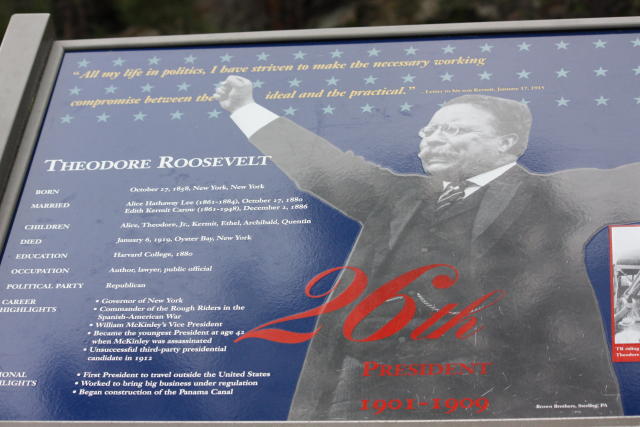 "All my life in politics, I have striven to make the necessary working
compromise between the ideal and the practical."
- Letter to his son Kermit, January 27, 1915
THEODORE ROOSEVELT
BORN October 27, 1858, New York, New York
MARRIED Alice Hathaway Lee (1861-1884), October 27, 1880
Edith Kermit Carow (1861-1948), December 2, 1886
CHILDREN Alice, Theodore, Jr., Kermit, Ethel, Archibald, Quentin
DIED January 6, 1919, Oyster Bay, New York
EDUCATION Harvard College, 1880
OCCUPATION Author, lawyer, public official
POLITICAL PARTY Republican
CAREER • Governor of New York
HIGHLIGHTS • Commander of the Rough Riders in the
Spanish-American War
• William McKinley's Vice President
• Became the youngest President at age 42
when McKinley was assassinated
• Unsuccessful third-party presidential
candidate in 1912
IONAL • First President to travel outside the United States
HLIGHTS • Worked to bring big business under regulation
• Began construction of the Panama Canal
26th
PRESIDENT
1901-1909
Brown Brothers, Sterling, PA
TR riding
Theodore